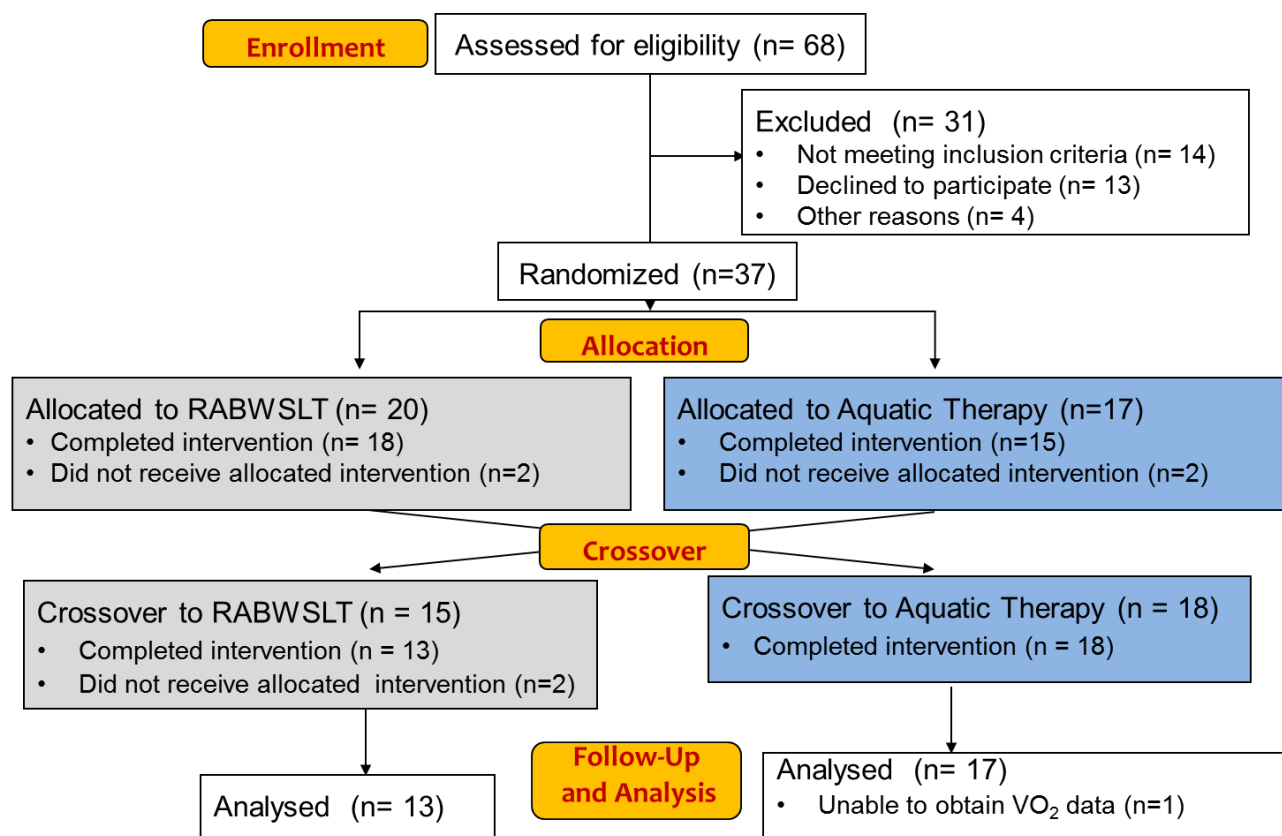 Enrollment
Assessed for eligibility (n= 68)
Excluded (n= 31)
• Not meeting inclusion criteria (n= 14)
• Declined to participate (n= 13)
• Other reasons (n= 4)
Randomized (n=37)
Allocation
Allocated to RABWSLT (n= 20)
• Completed intervention (n= 18)
• Did not receive allocated intervention (n=2)
Allocated to Aquatic Therapy (n=17)
• Completed intervention (n=15)
• Did not receive allocated intervention (n=2)
Crossover
Crossover to RABWSLT (n = 15)
• Completed intervention (n = 13)
• Did not receive allocated intervention (n=2)
Crossover to Aquatic Therapy (n = 18)
• Completed intervention (n = 18)
Follow-Up
and Analysis
Analysed (n= 13)
Analysed (n= 17)
• Unable to obtain VO₂ data (n=1)